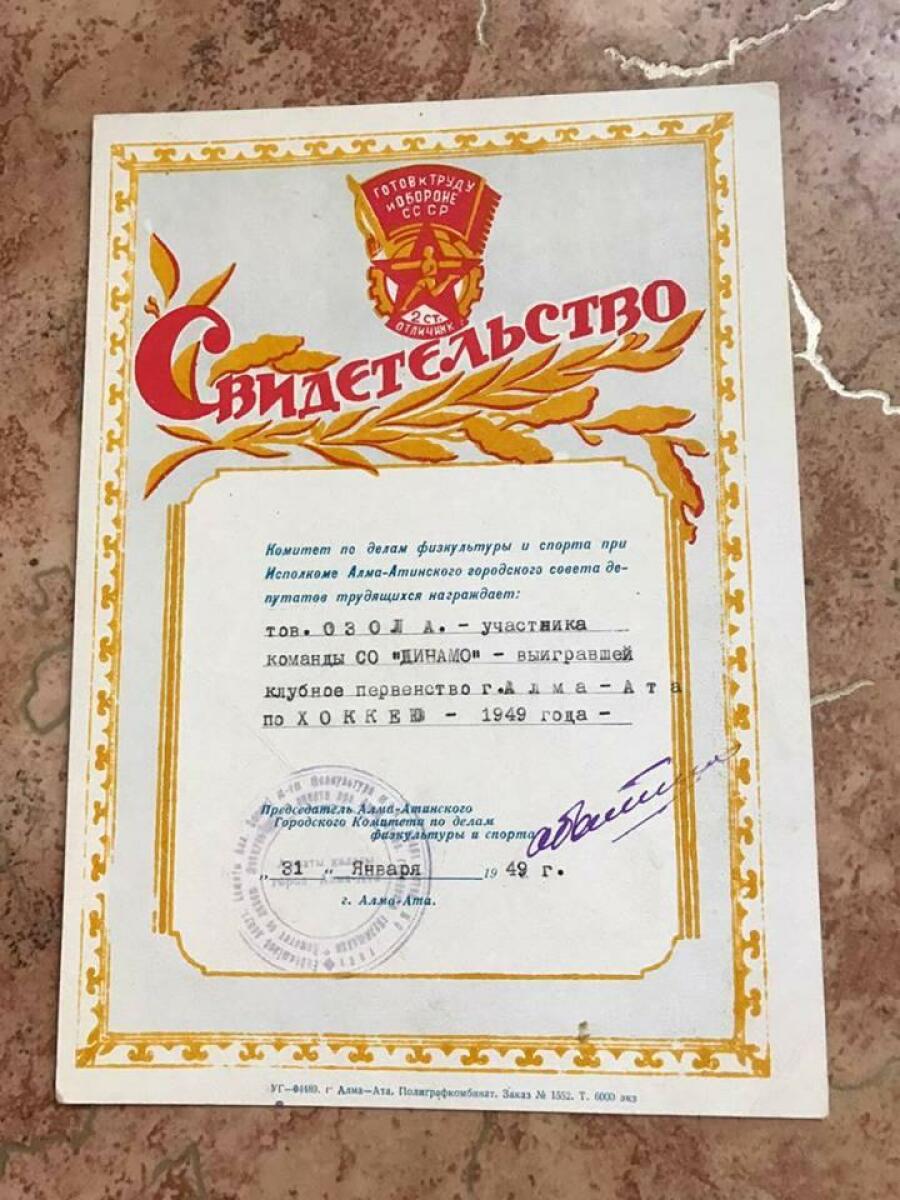 ГОТОВ К ТРУДУ
И ОБОРОНЕ
СССР
2 СТ.
ОТЛИЧНИК
СВИДЕТЕЛЬСТВО
Комитет по делам физкультуры и спорта при
Исполкоме Алма-Атинского городского совета де-
путатов трудящихся награждает:
тов. О З О Л А. - участника
команды СО "ДИНАМО" - выигравшей
клубное первенство г. А л м а - А т а
по Х О К К Е Ю - 1949 года -
Председатель Алма-Атинского
Городского Комитета по делам
физкультуры и спорта
„ 31 „ Января 19 49 г.
г. Алма-Ата.
УГ—04489. г Алма—Ата. Полиграфкомбинат. Заказ № 1552. Т. 6000 экз